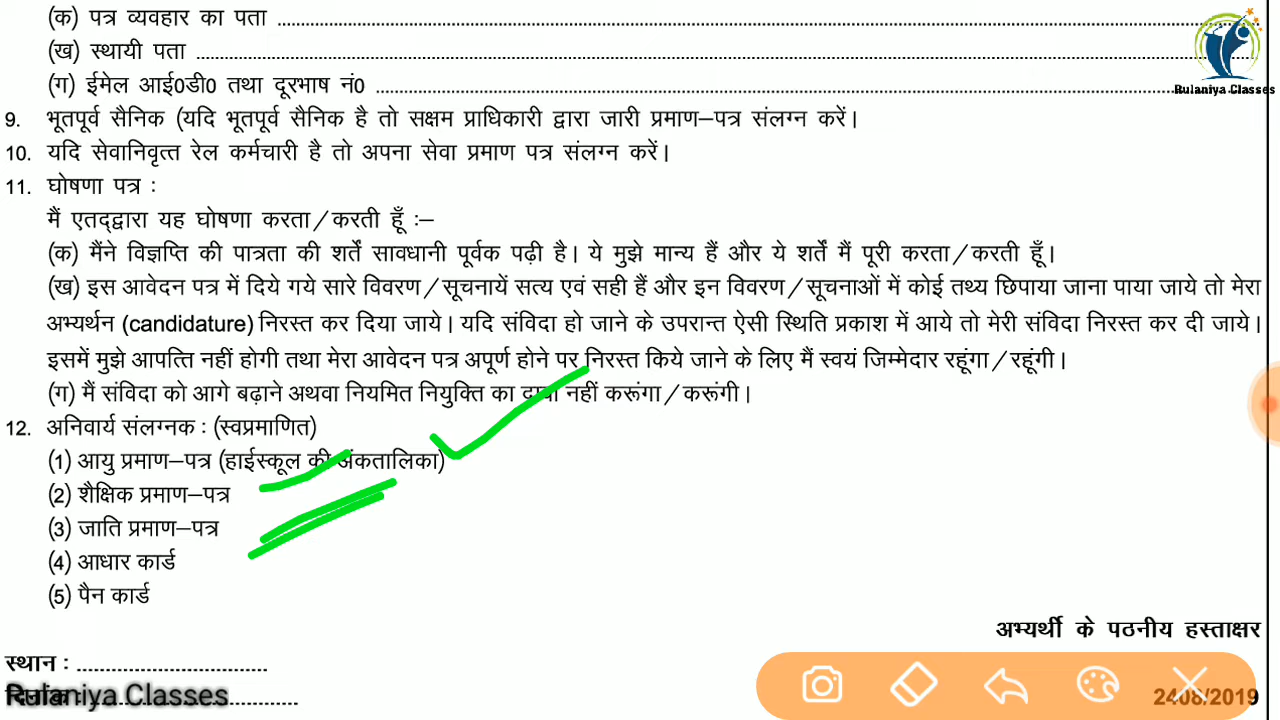 (क) पत्र व्यवहार का पता
(ख) स्थायी पता
(ग) ईमेल आई0डी0 तथा दूरभाष नं0
Rulaniya Classes
9. भूतपूर्व सैनिक (यदि भूतपूर्व सैनिक है तो सक्षम प्राधिकारी द्वारा जारी प्रमाण–पत्र संलग्न करें।
10. यदि सेवानिवृत्त रेल कर्मचारी है तो अपना सेवा प्रमाण पत्र संलग्न करें।
11. घोषणा पत्र :
मैं एतद्द्वारा यह घोषणा करता/करती हूँ :–
(क) मैंने विज्ञप्ति की पात्रता की शर्तें सावधानी पूर्वक पढ़ी है। ये मुझे मान्य हैं और ये शर्तें मैं पूरी करता/करती हूँ।
(ख) इस आवेदन पत्र में दिये गये सारे विवरण/सूचनायें सत्य एवं सही हैं और इन विवरण/सूचनाओं में कोई तथ्य छिपाया जाना पाया जाये तो मेरा
अभ्यर्थन (candidature) निरस्त कर दिया जाये। यदि संविदा हो जाने के उपरान्त ऐसी स्थिति प्रकाश में आये तो मेरी संविदा निरस्त कर दी जाये।
इसमें मुझे आपत्ति नहीं होगी तथा मेरा आवेदन पत्र अपूर्ण होने पर निरस्त किये जाने के लिए मैं स्वयं जिम्मेदार रहूंगा/रहूंगी।
(ग) मैं संविदा को आगे बढ़ाने अथवा नियमित नियुक्ति का दावा नहीं करूंगा/करूंगी।
12. अनिवार्य संलग्नक : (स्वप्रमाणित)
(1) आयु प्रमाण–पत्र (हाईस्कूल की अंकतालिका)
(2) शैक्षिक प्रमाण–पत्र
(3) जाति प्रमाण–पत्र
(4) आधार कार्ड
(5) पैन कार्ड
अभ्यर्थी के पठनीय हस्ताक्षर
स्थान :
दिनांक :
Rulaniya Classes
2408/2019